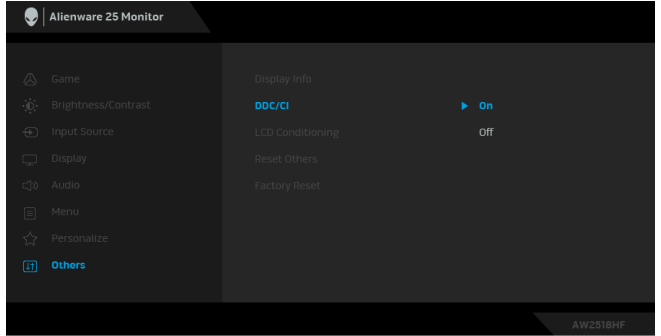 Alienware 25 Monitor
Game
Display Info
Brightness/Contrast
DDC/CI
On
Input Source
LCD Conditioning
Off
Display
Reset Others
Audio
Factory Reset
Menu
Personalize
Others
AW2518HF